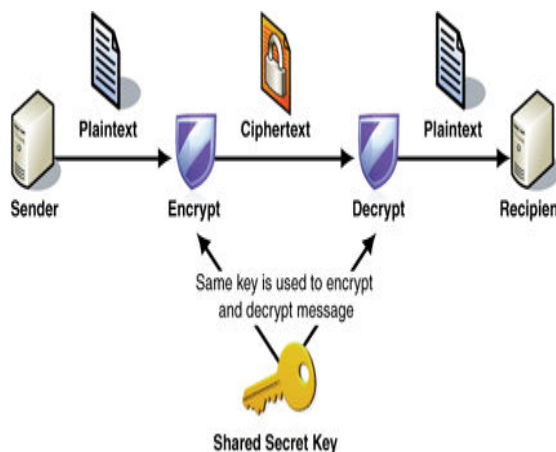 Plaintext
Ciphertext
Plaintext
Sender
Encrypt
Decrypt
Recipien
Same key is used to encrypt
and decrypt message
Shared Secret Key